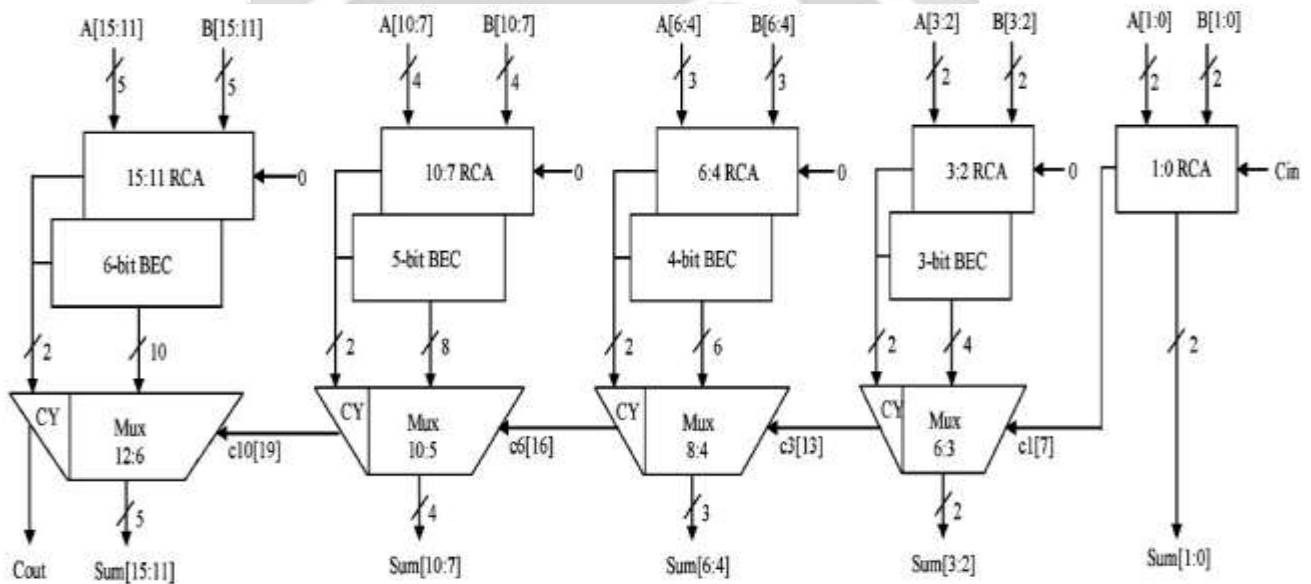 A[15:11] B[15:11] A[10:7] B[10:7] A[6:4] B[6:4] A[3:2] B[3:2] A[1:0] B[1:0]
5 5 4 4 3 3 2 2 2 2
15:11 RCA 0 10:7 RCA 0 6:4 RCA 0 3:2 RCA 0 1:0 RCA Cin
6-bit BEC 5-bit BEC 4-bit BEC 3-bit BEC
2 10 2 8 2 6 2 4 2
CY Mux CY Mux CY Mux CY Mux
12:6 c10[19] 10:5 c6[16] 8:4 c3[13] 6:3 c1[7]
5 4 3 2
Cout Sum[15:11] Sum[10:7] Sum[6:4] Sum[3:2] Sum[1:0]